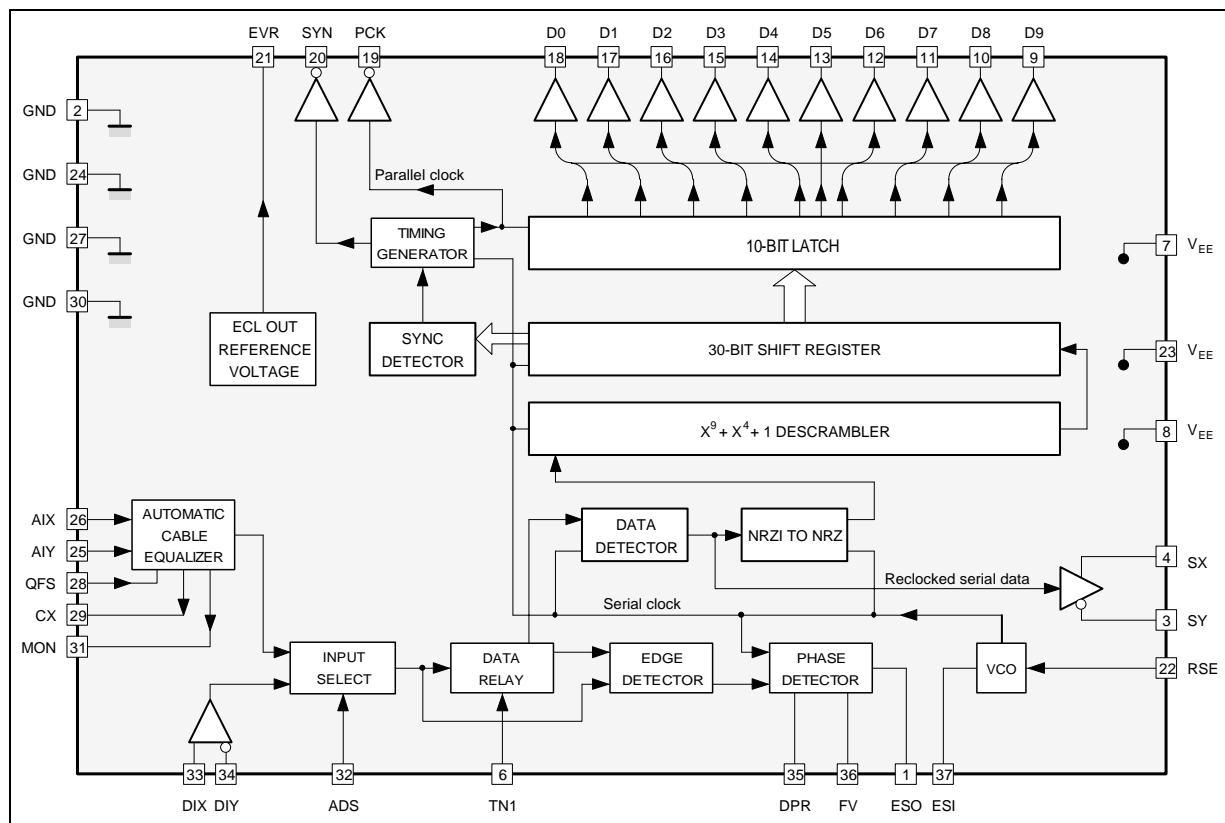 EVR SYN PCK D0 D1 D2 D3 D4 D5 D6 D7 D8 D9
21 20 19 18 17 16 15 14 13 12 11 10 9
GND 2
GND 24
GND 27
GND 30
Parallel clock
TIMING
GENERATOR
10-BIT LATCH
7 VEE
ECL OUT
REFERENCE
VOLTAGE
SYNC
DETECTOR
30-BIT SHIFT REGISTER
23 VEE
X9 + X4 + 1 DESCRAMBLER
8 VEE
AIX 26
AIY 25
QFS 28
CX 29
MON 31
AUTOMATIC
CABLE
EQUALIZER
DATA
DETECTOR
NRZI TO NRZ
Reclocked serial data
4 SX
3 SY
Serial clock
INPUT
SELECT
DATA
RELAY
EDGE
DETECTOR
PHASE
DETECTOR
VCO
22 RSE
33 34 32 6 35 36 1 37
DIX DIY ADS TN1 DPR FV ESO ESI